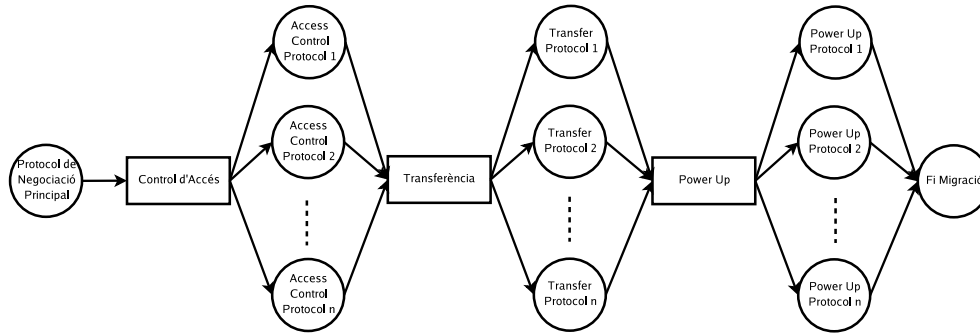 Protocol de
Negociació
Principal
Control d'Accés
Access
Control
Protocol 1
Access
Control
Protocol 2
Access
Control
Protocol n
Transferència
Transfer
Protocol 1
Transfer
Protocol 2
Transfer
Protocol n
Power Up
Power Up
Protocol 1
Power Up
Protocol 2
Power Up
Protocol n
Fi Migració